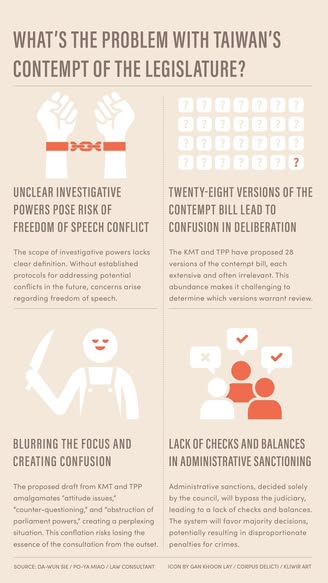 WHAT'S THE PROBLEM WITH TAIWAN'S
CONTEMPT OF THE LEGISLATURE?
? ? ? ? ? ? ? ?
? ? ? ? ? ? ? ?
? ? ? ? ? ? ? ?
? ? ? ? ? ? ? ?
UNCLEAR INVESTIGATIVE
POWERS POSE RISK OF
FREEDOM OF SPEECH CONFLICT
The scope of investigative powers lacks
clear definition. Without established
protocols for addressing potential
conflicts in the future, concerns arise
regarding freedom of speech.
TWENTY-EIGHT VERSIONS OF THE
CONTEMPT BILL LEAD TO
CONFUSION IN DELIBERATION
The KMT and TPP have proposed 28
versions of the contempt bill, each
extensive and often irrelevant. This
abundance makes it challenging to
determine which versions warrant review.
BLURRING THE FOCUS AND
CREATING CONFUSION
The proposed draft from KMT and TPP
amalgamates "attitude issues,"
"counter-questioning," and "obstruction of
parliament powers," creating a perplexing
situation. This conflation risks losing the
essence of the consultation from the outset.
LACK OF CHECKS AND BALANCES
IN ADMINISTRATIVE SANCTIONING
Administrative sanctions, decided solely
by the council, will bypass the judiciary,
leading to a lack of checks and balances.
The system will favor majority decisions,
potentially resulting in disproportionate
penalties for crimes.
SOURCE: DA-WUN SIE / PO-YA MIAO / LAW CONSULTANT
ICON BY GAN KHOON LAY / CORPUS DELICTI / KLIWIR ART